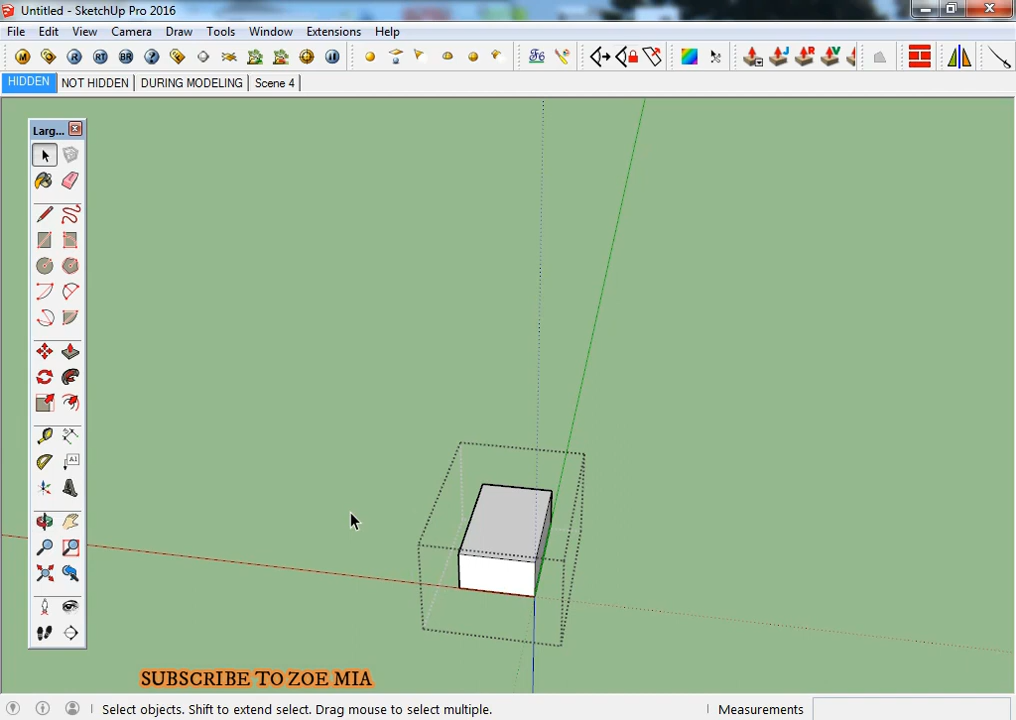 Untitled - SketchUp Pro 2016
File Edit View Camera Draw Tools Window Extensions Help
HIDDEN NOT HIDDEN DURING MODELING Scene 4
Larg...
SUBSCRIBE TO ZOE MIA
Select objects. Shift to extend select. Drag mouse to select multiple. Measurements